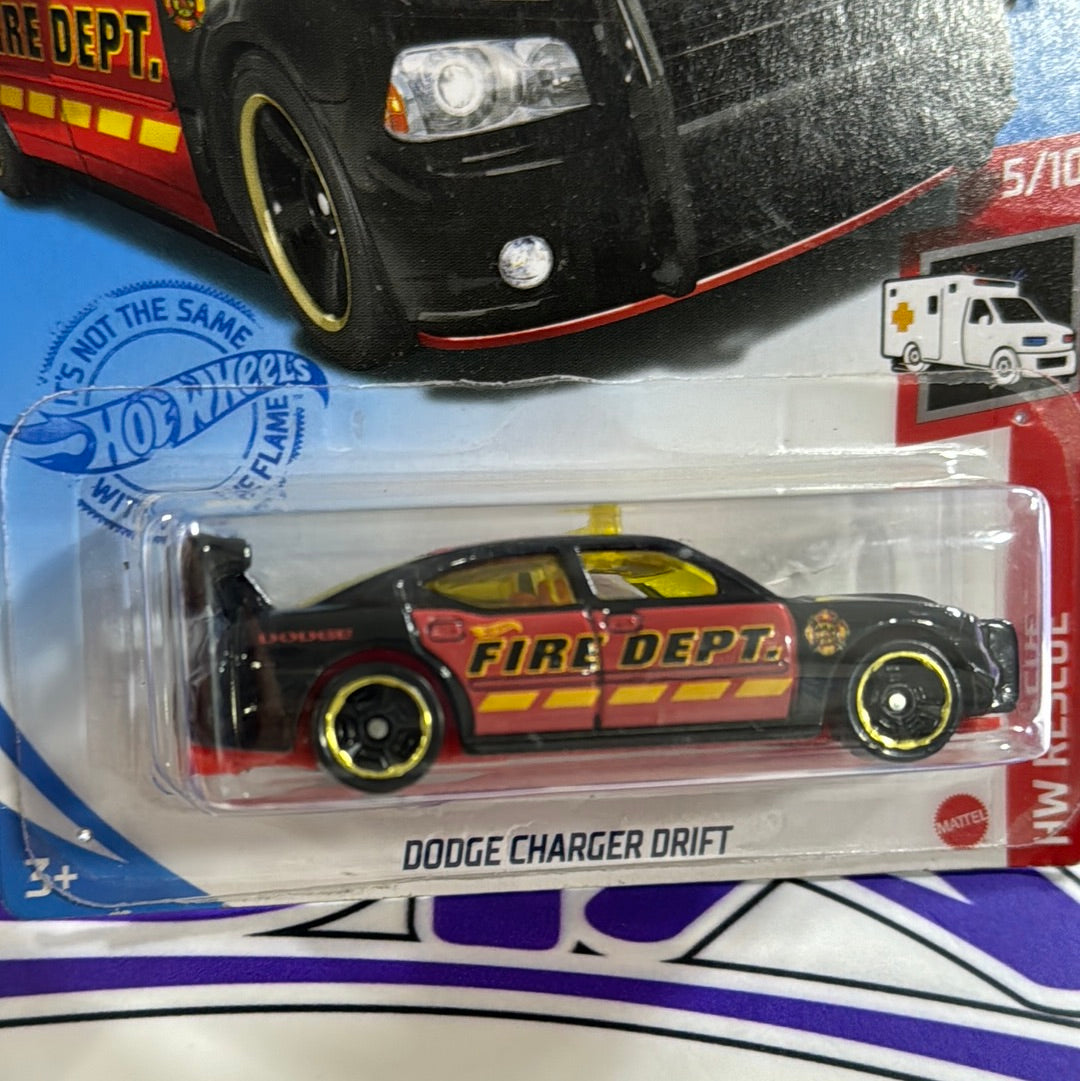 RE DEPT.
5/10
IT'S NOT THE SAME
HOT WHEELS
WIT
E FLAME
DODGE
FIRE DEPT.
HW RESCUE
MATTEL
DODGE CHARGER DRIFT
3+